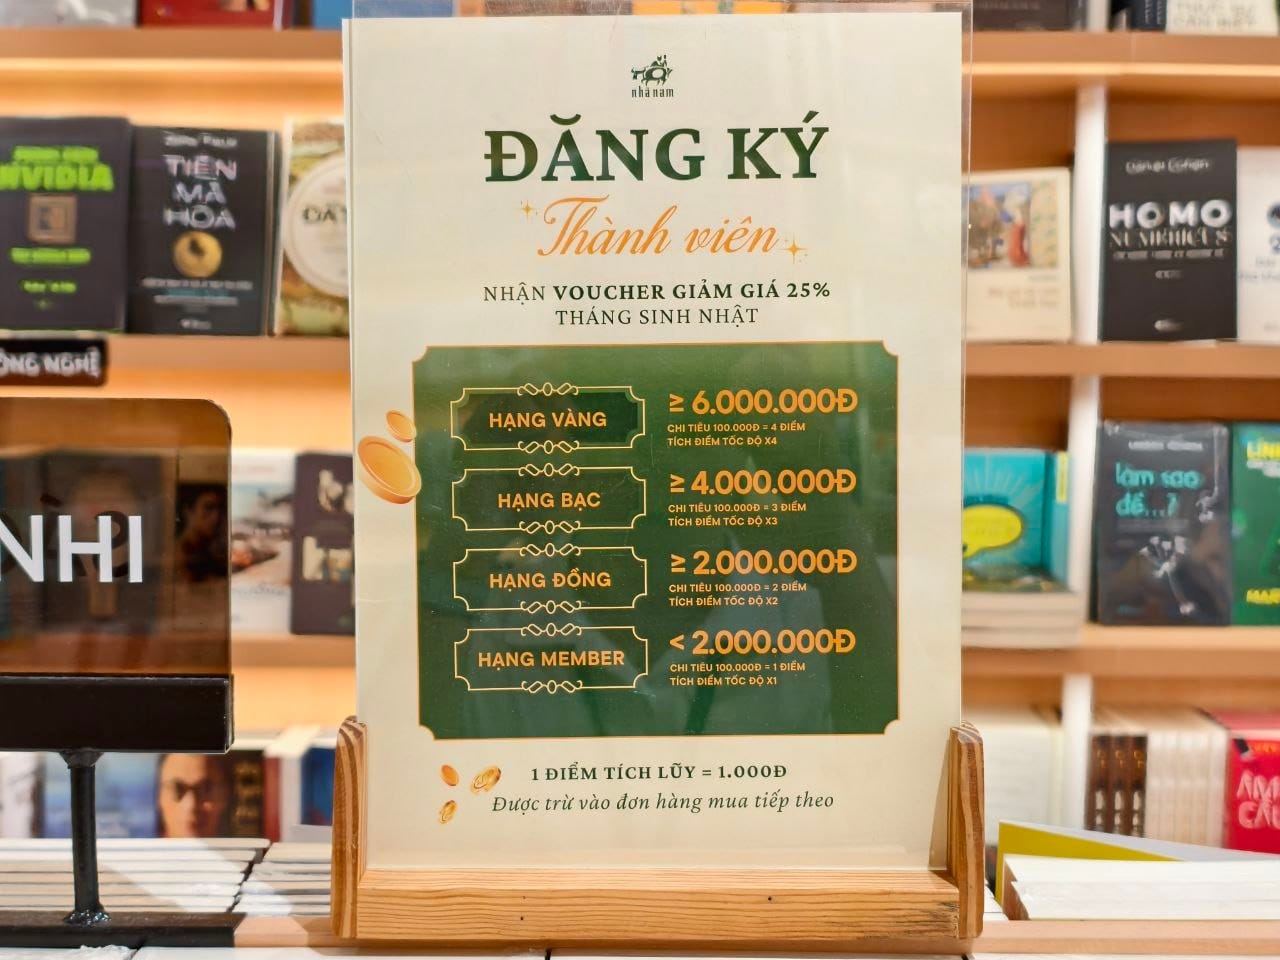 nhã nam
ĐĂNG KÝ
Thành viên
NHẬN VOUCHER GIẢM GIÁ 25%
THÁNG SINH NHẬT
HẠNG VÀNG
≥ 6.000.000Đ
CHI TIÊU 100.000Đ = 4 ĐIỂM
TÍCH ĐIỂM TỐC ĐỘ X4
HẠNG BẠC
≥ 4.000.000Đ
CHI TIÊU 100.000Đ = 3 ĐIỂM
TÍCH ĐIỂM TỐC ĐỘ X3
HẠNG ĐỒNG
≥ 2.000.000Đ
CHI TIÊU 100.000Đ = 2 ĐIỂM
TÍCH ĐIỂM TỐC ĐỘ X2
HẠNG MEMBER
< 2.000.000Đ
CHI TIÊU 100.000Đ = 1 ĐIỂM
TÍCH ĐIỂM TỐC ĐỘ X1
1 ĐIỂM TÍCH LŨY = 1.000Đ
Được trừ vào đơn hàng mua tiếp theo
NVIDIA
TIỀN
MÃ
HÓA
ÔNG NGHỆ
NHI
Daniel Cohen
HOMO
NUMERICUS
làm sao
để...?